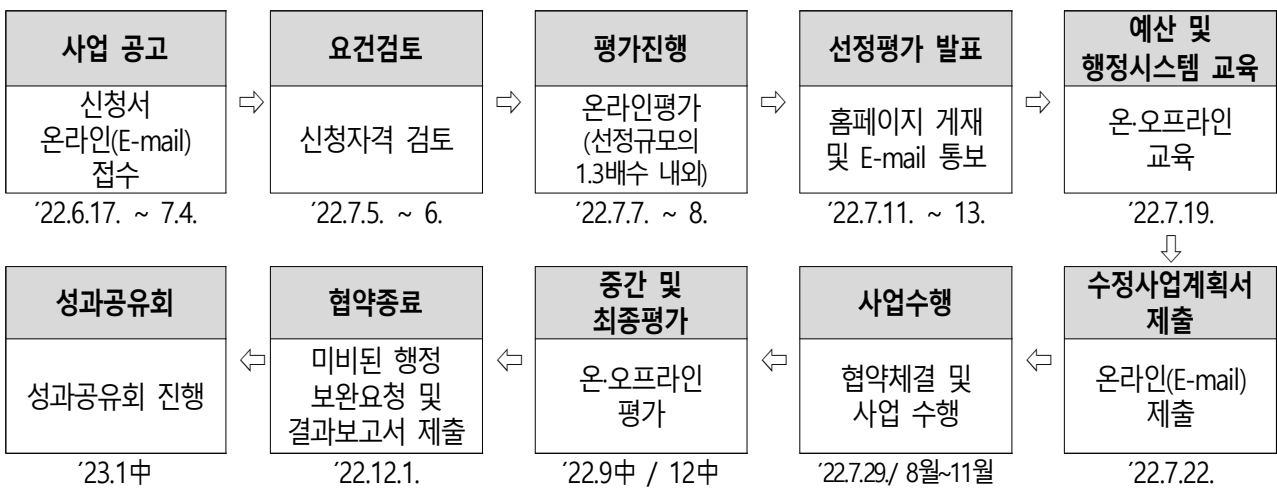 사업 공고
신청서
온라인(E-mail)
접수
´22.6.17. ~ 7.4.
⇨
요건검토
신청자격 검토
´22.7.5. ~ 6.
⇨
평가진행
온라인평가
(선정규모의
1.3배수 내외)
´22.7.7. ~ 8.
⇨
선정평가 발표
홈페이지 게재
및 E-mail 통보
´22.7.11. ~ 13.
⇨
예산 및
행정시스템 교육
온·오프라인
교육
´22.7.19.
⇩
수정사업계획서
제출
온라인(E-mail)
제출
´22.7.22.
⇦
사업수행
협약체결 및
사업 수행
´22.7.29./ 8월~11월
⇦
중간 및
최종평가
온·오프라인
평가
´22.9中 / 12中
⇦
협약종료
미비된 행정
보완요청 및
결과보고서 제출
´22.12.1.
⇦
성과공유회
성과공유회 진행
´23.1中